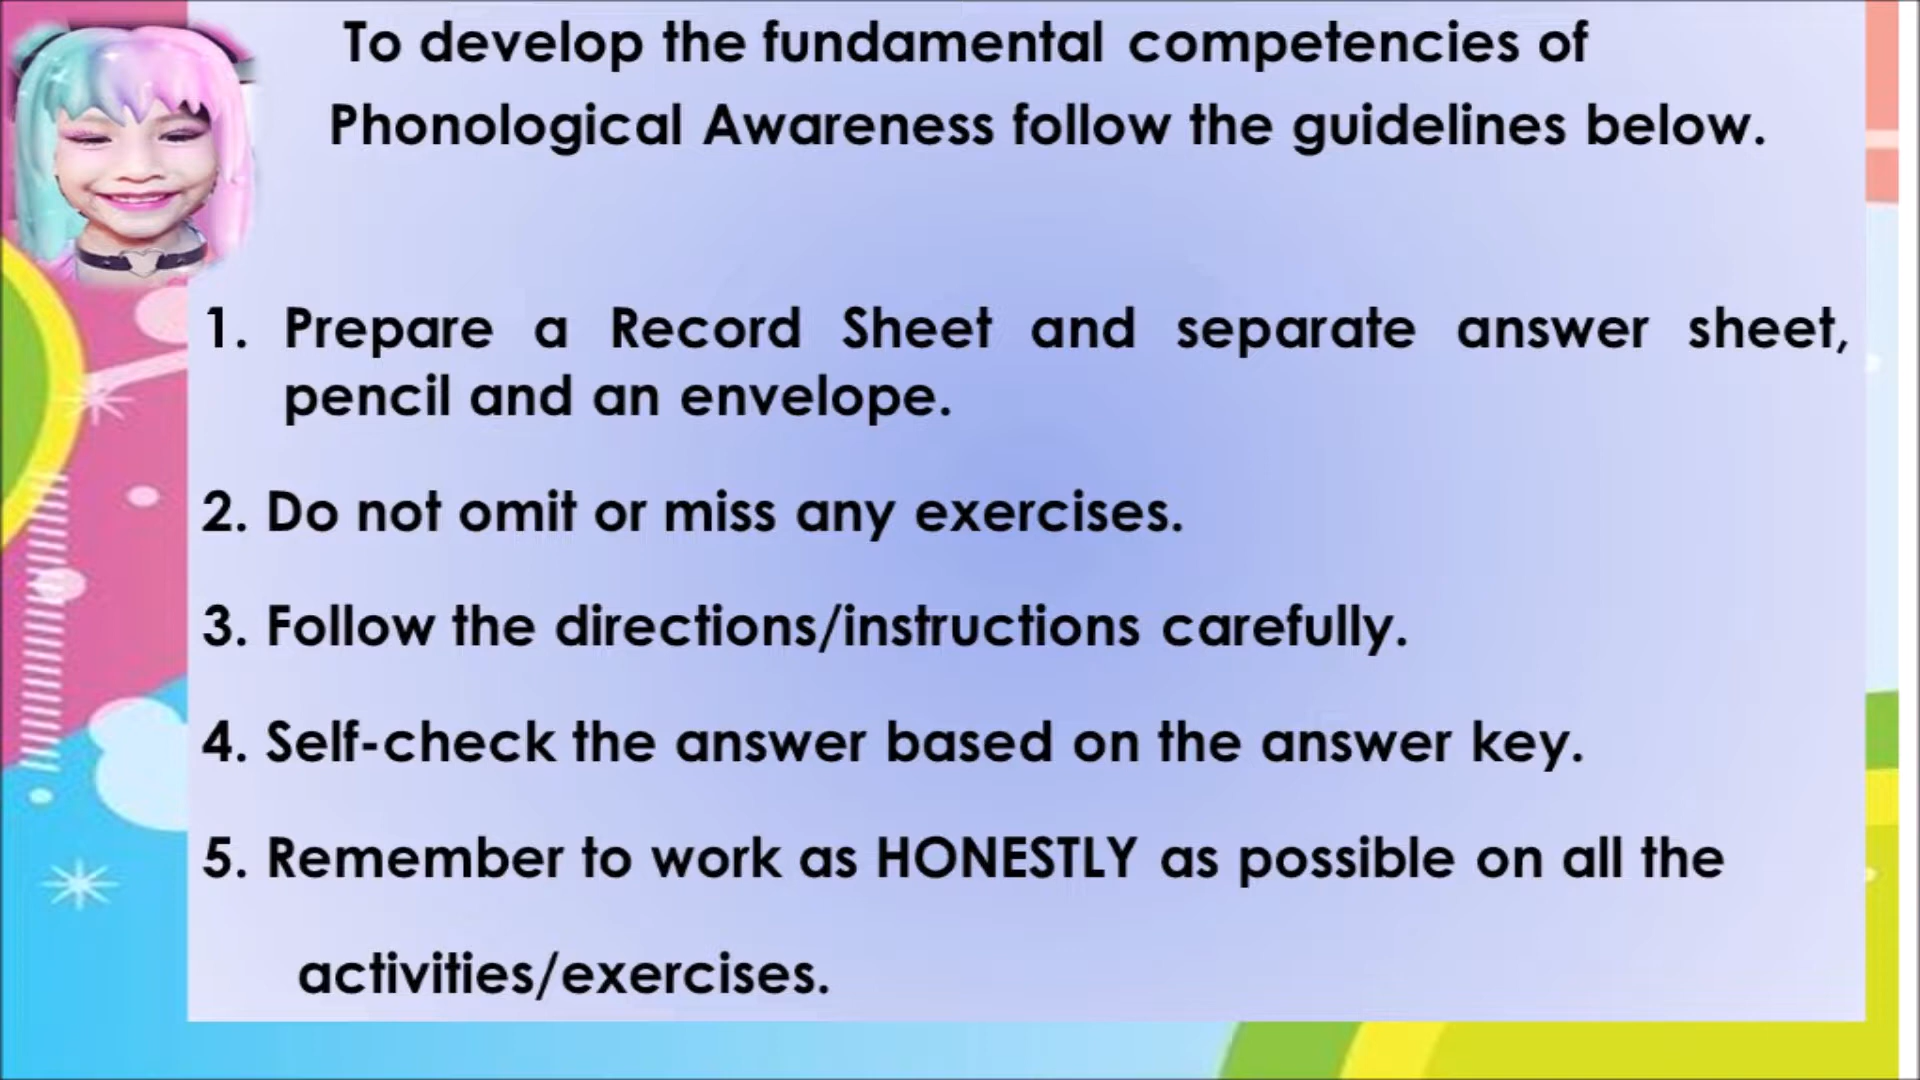 To develop the fundamental competencies of
Phonological Awareness follow the guidelines below.
1. Prepare a Record Sheet and separate answer sheet,
pencil and an envelope.
2. Do not omit or miss any exercises.
3. Follow the directions/instructions carefully.
4. Self-check the answer based on the answer key.
5. Remember to work as HONESTLY as possible on all the
activities/exercises.